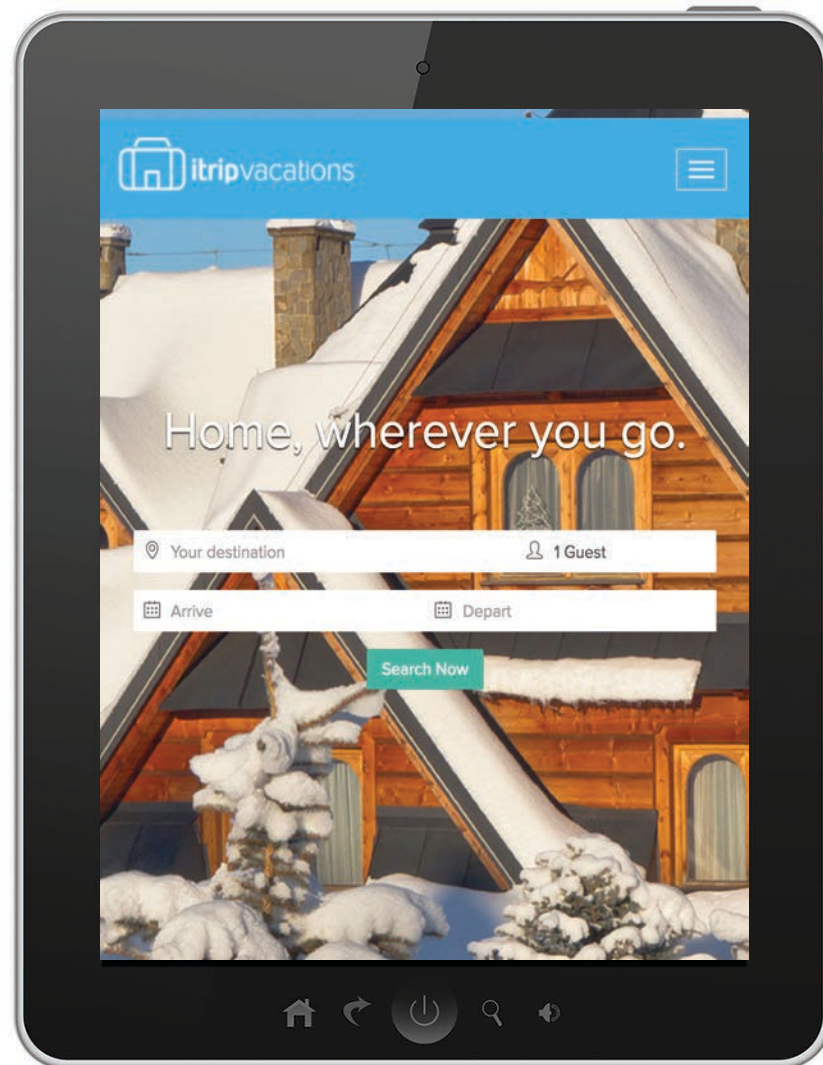 itripvacations
Home, wherever you go.
Your destination
1 Guest
Arrive
Depart
Search Now